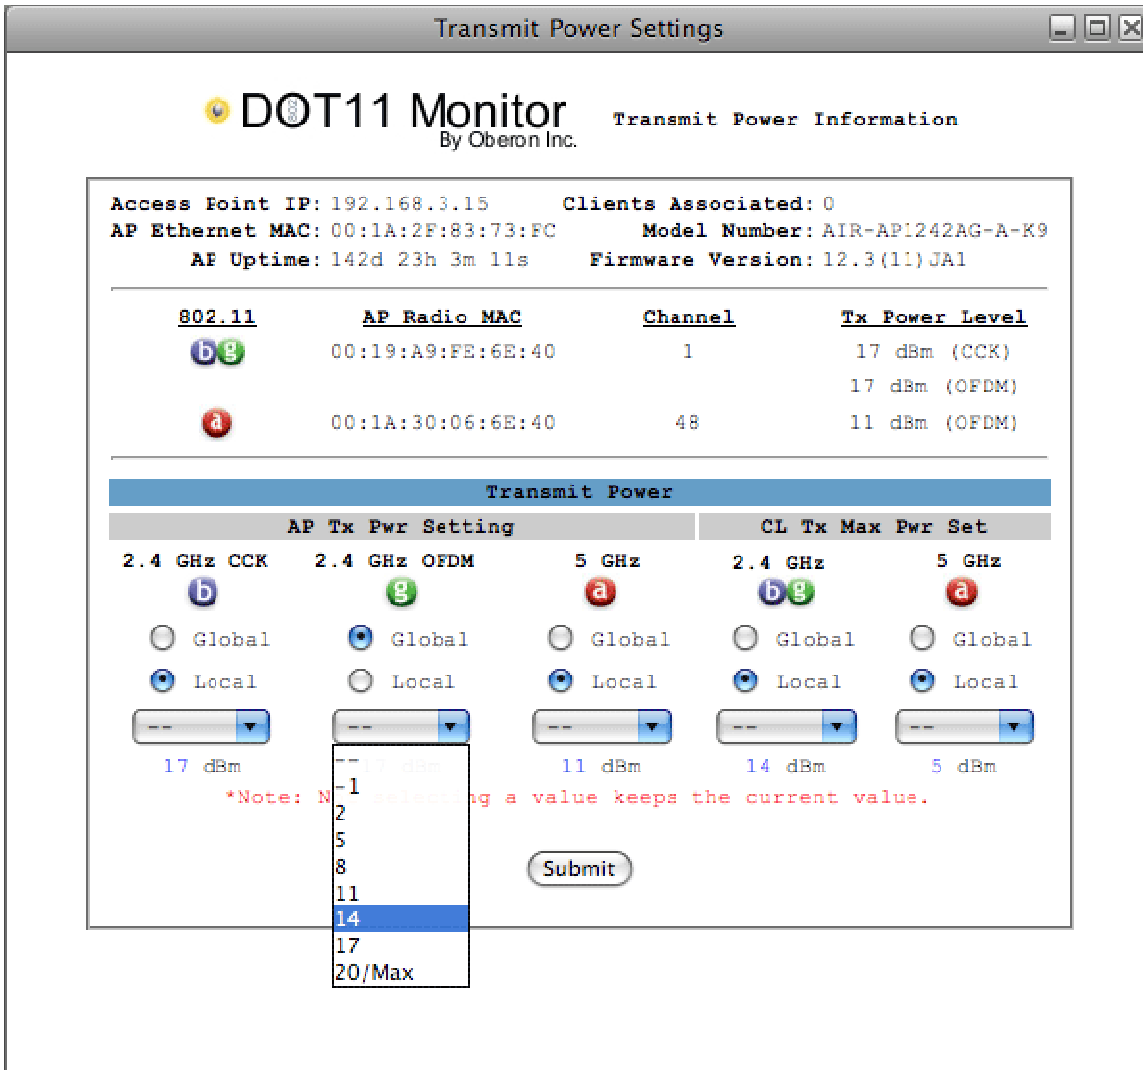 Transmit Power Settings
DOT11 Monitor
802
By Oberon Inc.
Transmit Power Information
Access Point IP: 192.168.3.15 Clients Associated: 0
AP Ethernet MAC: 00:1A:2F:83:73:FC Model Number: AIR-AP1242AG-A-K9
AP Uptime: 142d 23h 3m 11s Firmware Version: 12.3(11)JA1
802.11 AP Radio MAC Channel Tx Power Level
b g 00:19:A9:FE:6E:40 1 17 dBm (CCK)
17 dBm (OFDM)
a 00:1A:30:06:6E:40 48 11 dBm (OFDM)
Transmit Power
AP Tx Pwr Setting CL Tx Max Pwr Set
2.4 GHz CCK 2.4 GHz OFDM 5 GHz 2.4 GHz 5 GHz
b g a b g a
Global Global Global Global Global
Local Local Local Local Local
-- -- -- -- --
17 dBm 11 dBm 14 dBm 5 dBm
*Note: N ng a value keeps the current value.
--
-1
2
5
8
11
14
17
20/Max
Submit